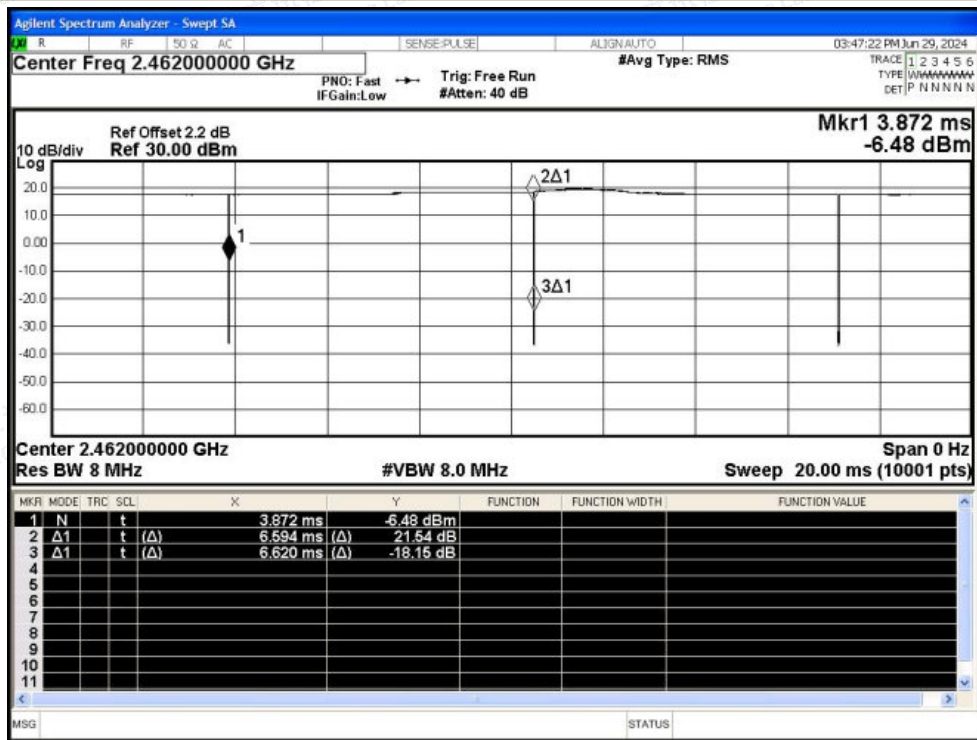 Agilent Spectrum Analyzer - Swept SA
LXI R RF 50 Ω AC SENSE:PULSE ALIGN AUTO 03:47:22 PM Jun 29, 2024
Center Freq 2.462000000 GHz
PNO: Fast
IFGain:Low
Trig: Free Run
#Atten: 40 dB
#Avg Type: RMS
TRACE 1 2 3 4 5 6
TYPE WWWWWW
DET P N N N N N
Mkr1 3.872 ms
-6.48 dBm
Ref Offset 2.2 dB
10 dB/div Ref 30.00 dBm
Log
20.0
10.0
0.00
-10.0
-20.0
-30.0
-40.0
-50.0
-60.0
2Δ1
1
3Δ1
Center 2.462000000 GHz Span 0 Hz
Res BW 8 MHz #VBW 8.0 MHz Sweep 20.00 ms (10001 pts)
MKR MODE TRC SCL X Y FUNCTION FUNCTION WIDTH FUNCTION VALUE
1 N t 3.872 ms -6.48 dBm
2 Δ1 t (Δ) 6.594 ms (Δ) 21.54 dB
3 Δ1 t (Δ) 6.620 ms (Δ) -18.15 dB
4
5
6
7
8
9
10
11
MSG STATUS